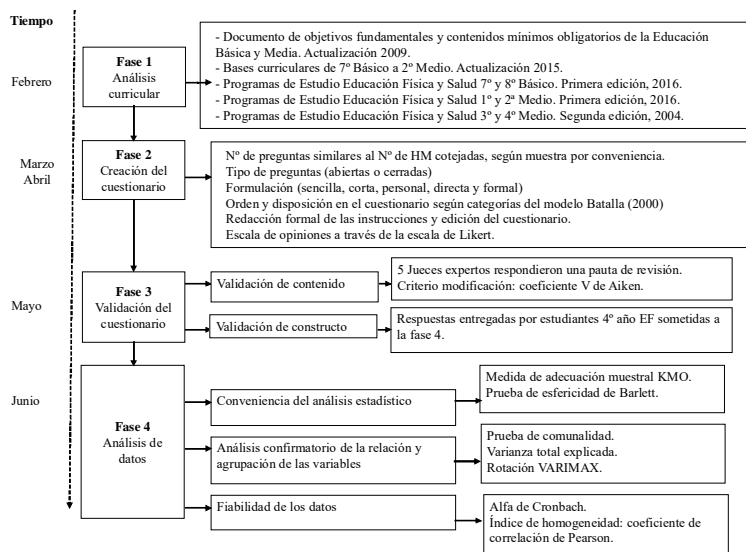 Tiempo
Febrero
Fase 1
Análisis
curricular
- Documento de objetivos fundamentales y contenidos mínimos obligatorios de la Educación
Básica y Media. Actualización 2009.
- Bases curriculares de 7º Básico a 2º Medio. Actualización 2015.
- Programas de Estudio Educación Física y Salud 7º y 8º Básico. Primera edición, 2016.
- Programas de Estudio Educación Física y Salud 1º y 2ª Medio. Primera edición, 2016.
- Programas de Estudio Educación Física y Salud 3º y 4º Medio. Segunda edición, 2004.
Marzo
Abril
Fase 2
Creación del
cuestionario
Nº de preguntas similares al Nº de HM cotejadas, según muestra por conveniencia.
Tipo de preguntas (abiertas o cerradas)
Formulación (sencilla, corta, personal, directa y formal)
Orden y disposición en el cuestionario según categorías del modelo Batalla (2000)
Redacción formal de las instrucciones y edición del cuestionario.
Escala de opiniones a través de la escala de Likert.
Mayo
Fase 3
Validación del
cuestionario
Validación de contenido
5 Jueces expertos respondieron una pauta de revisión.
Criterio modificación: coeficiente V de Aiken.
Validación de constructo
Respuestas entregadas por estudiantes 4º año EF sometidas a
la fase 4.
Junio
Fase 4
Análisis de
datos
Conveniencia del análisis estadístico
Medida de adecuación muestral KMO.
Prueba de esfericidad de Barlett.
Análisis confirmatorio de la relación y
agrupación de las variables
Prueba de comunalidad.
Varianza total explicada.
Rotación VARIMAX.
Fiabilidad de los datos
Alfa de Cronbach.
Índice de homogeneidad: coeficiente de
correlación de Pearson.